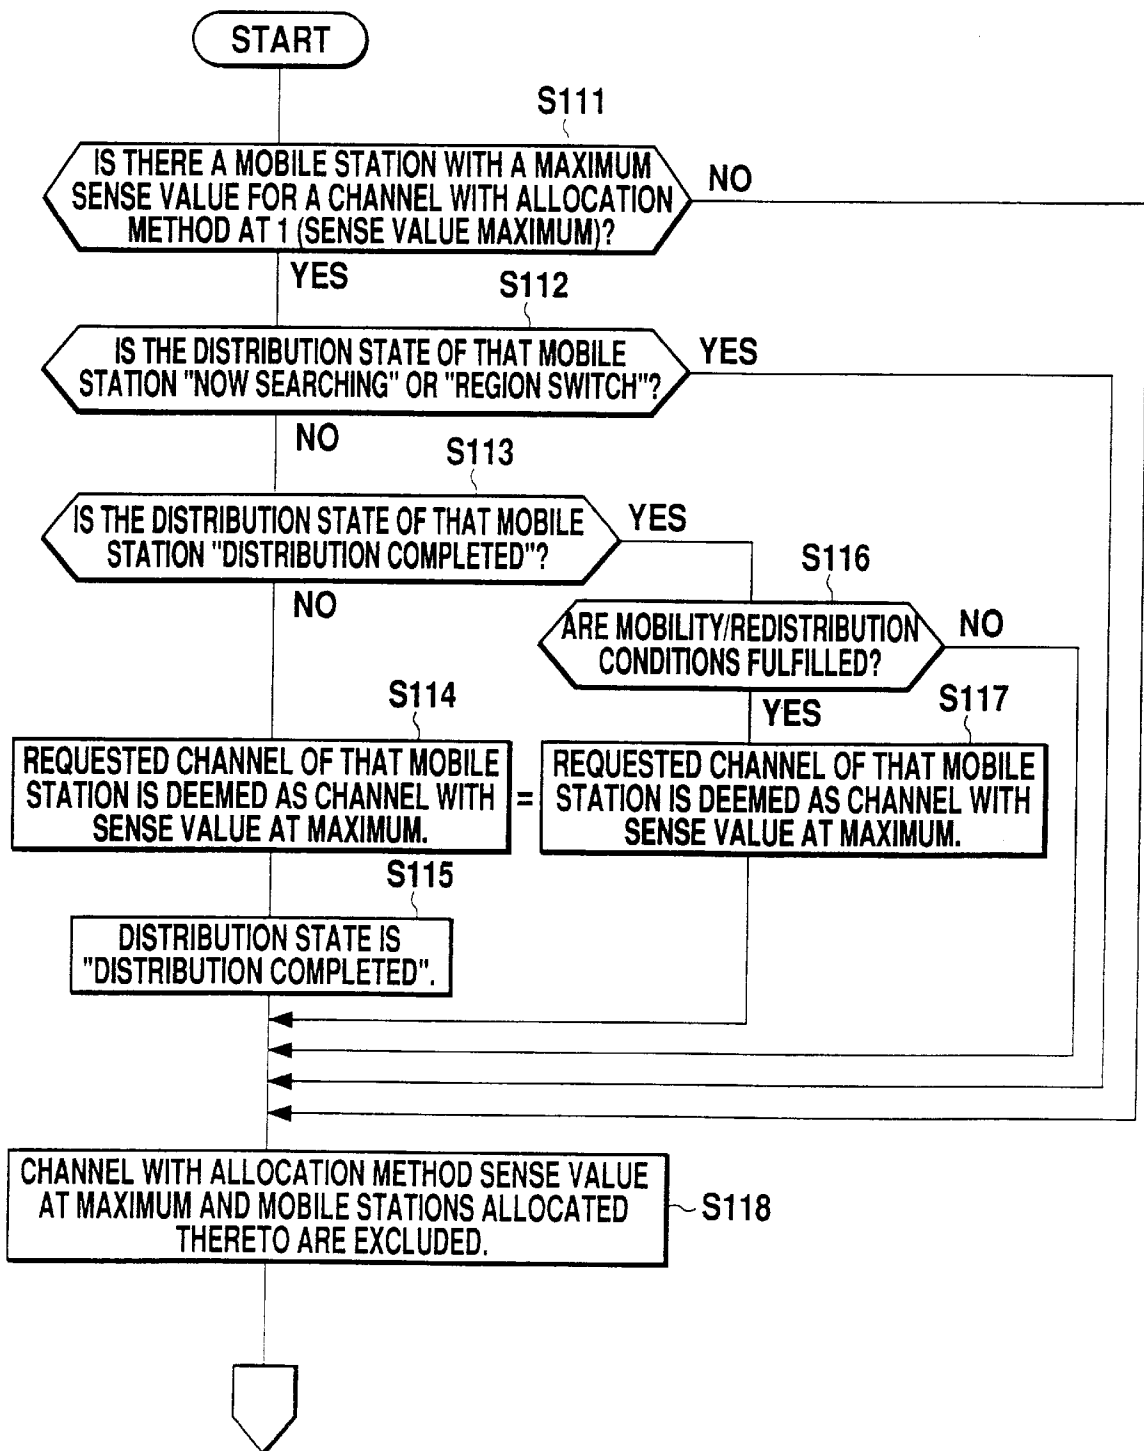 START
S111
IS THERE A MOBILE STATION WITH A MAXIMUM
SENSE VALUE FOR A CHANNEL WITH ALLOCATION
METHOD AT 1 (SENSE VALUE MAXIMUM)?
NO
YES
S112
IS THE DISTRIBUTION STATE OF THAT MOBILE
STATION "NOW SEARCHING" OR "REGION SWITCH"?
YES
NO
S113
IS THE DISTRIBUTION STATE OF THAT MOBILE
STATION "DISTRIBUTION COMPLETED"?
YES
NO
S116
ARE MOBILITY/REDISTRIBUTION
CONDITIONS FULFILLED?
NO
YES
S114
REQUESTED CHANNEL OF THAT MOBILE
STATION IS DEEMED AS CHANNEL WITH
SENSE VALUE AT MAXIMUM.
=
S117
REQUESTED CHANNEL OF THAT MOBILE
STATION IS DEEMED AS CHANNEL WITH
SENSE VALUE AT MAXIMUM.
S115
DISTRIBUTION STATE IS
"DISTRIBUTION COMPLETED".
CHANNEL WITH ALLOCATION METHOD SENSE VALUE
AT MAXIMUM AND MOBILE STATIONS ALLOCATED
THERETO ARE EXCLUDED.
S118